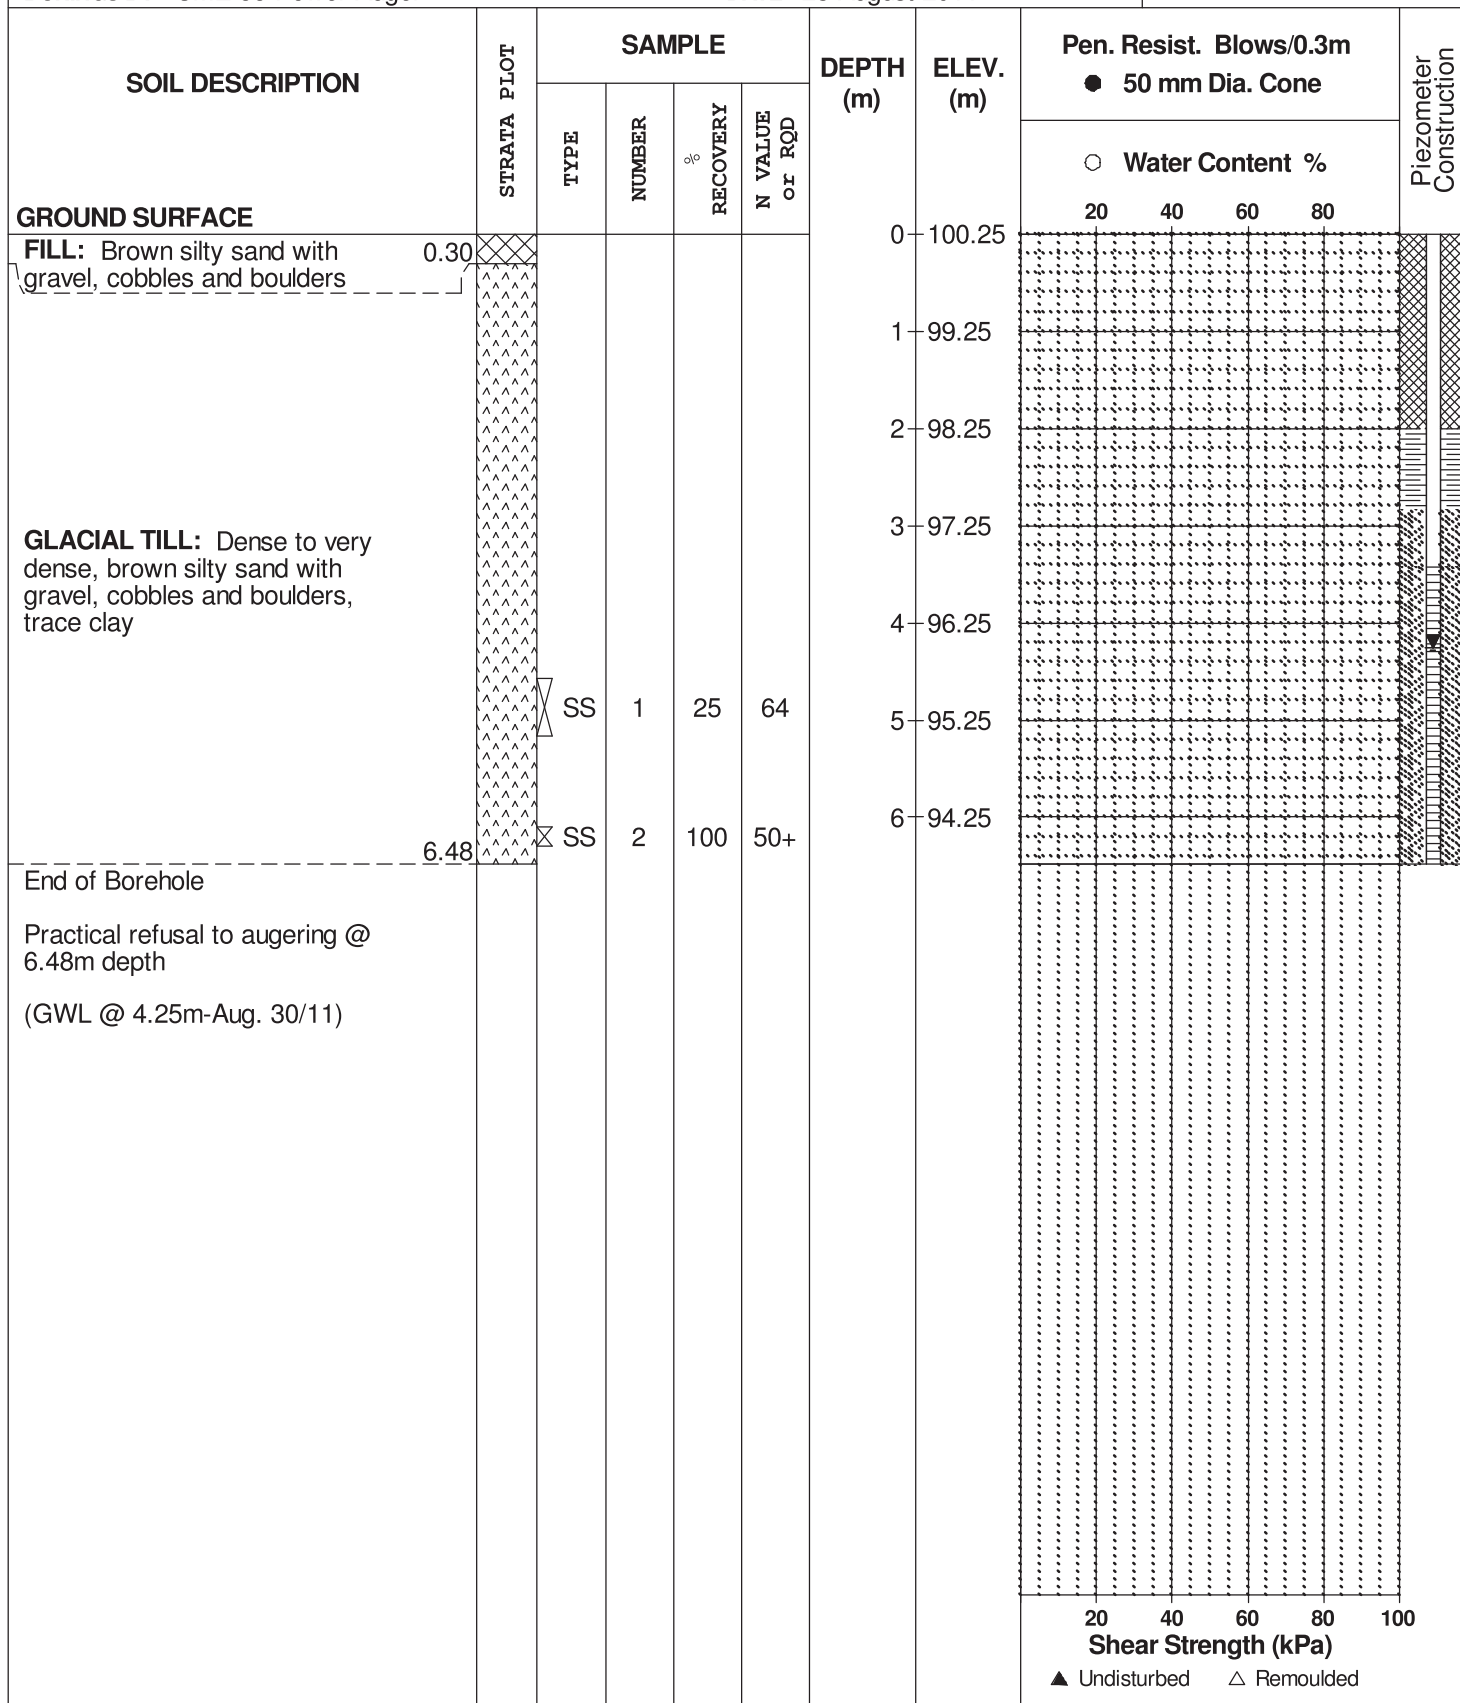 SOIL DESCRIPTION
GROUND SURFACE
STRATA PLOT
SAMPLE
TYPE
NUMBER
%
RECOVERY
N VALUE
or RQD
DEPTH
(m)
ELEV.
(m)
Pen. Resist. Blows/0.3m
● 50 mm Dia. Cone
○ Water Content %
20 40 60 80
Piezometer
Construction
FILL: Brown silty sand with 0.30
gravel, cobbles and boulders
0 100.25
1 99.25
2 98.25
3 97.25
4 96.25
5 95.25
6 94.25
GLACIAL TILL: Dense to very
dense, brown silty sand with
gravel, cobbles and boulders,
trace clay
SS 1 25 64
SS 2 100 50+
6.48
End of Borehole
Practical refusal to augering @
6.48m depth
(GWL @ 4.25m-Aug. 30/11)
20 40 60 80 100
Shear Strength (kPa)
▲ Undisturbed △ Remoulded